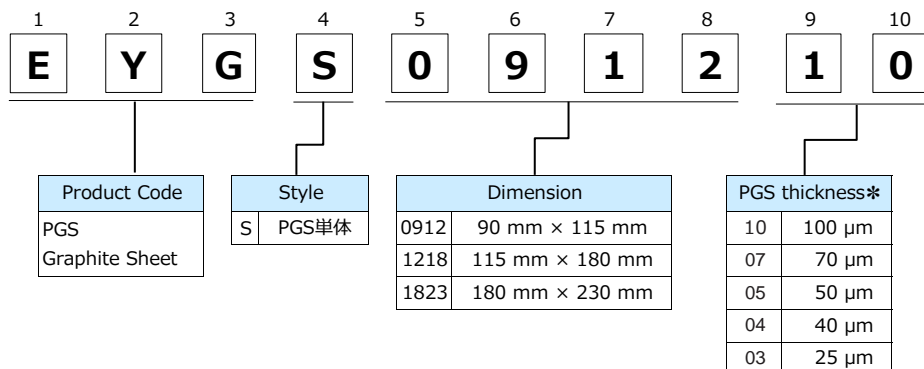 1 2 3 4 5 6 7 8 9 10
E Y G S 0 9 1 2 1 0
Product Code
PGS
Graphite Sheet
Style
S PGS単体
Dimension
0912 90 mm × 115 mm
1218 115 mm × 180 mm
1823 180 mm × 230 mm
PGS thickness✻
10 100 μm
07 70 μm
05 50 μm
04 40 μm
03 25 μm